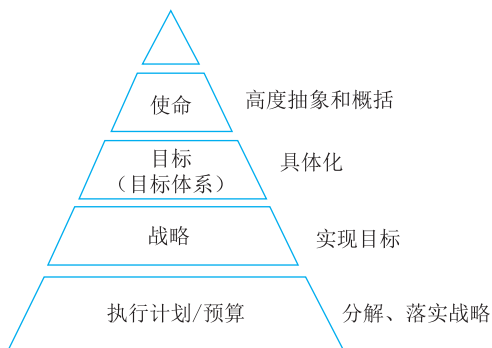 使命
高度抽象和概括
目标
（目标体系）
具体化
战略
实现目标
执行计划/预算
分解、落实战略